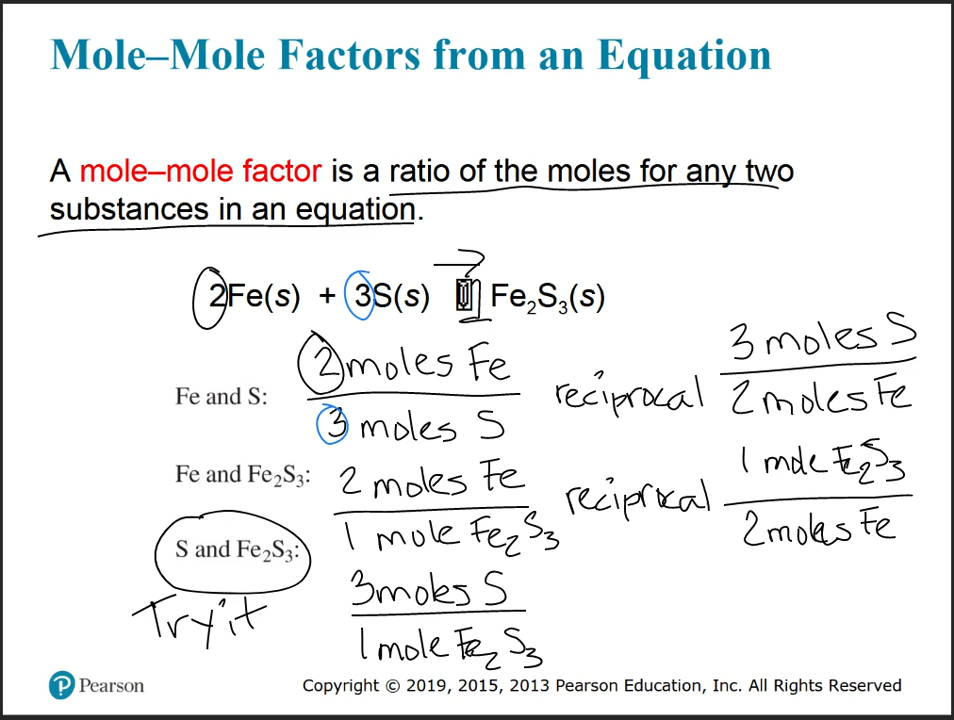 Mole–Mole Factors from an Equation
A mole–mole factor is a ratio of the moles for any two
substances in an equation.
2Fe(s) + 3S(s) → Fe₂S₃(s)
Fe and S:
2 moles Fe
3 moles S
reciprocal
3 moles S
2 moles Fe
Fe and Fe₂S₃:
2 moles Fe
1 mole Fe₂S₃
reciprocal
1 mole Fe₂S₃
2 moles Fe
S and Fe₂S₃:
Try it
3 moles S
1 mole Fe₂S₃
P Pearson
Copyright © 2019, 2015, 2013 Pearson Education, Inc. All Rights Reserved